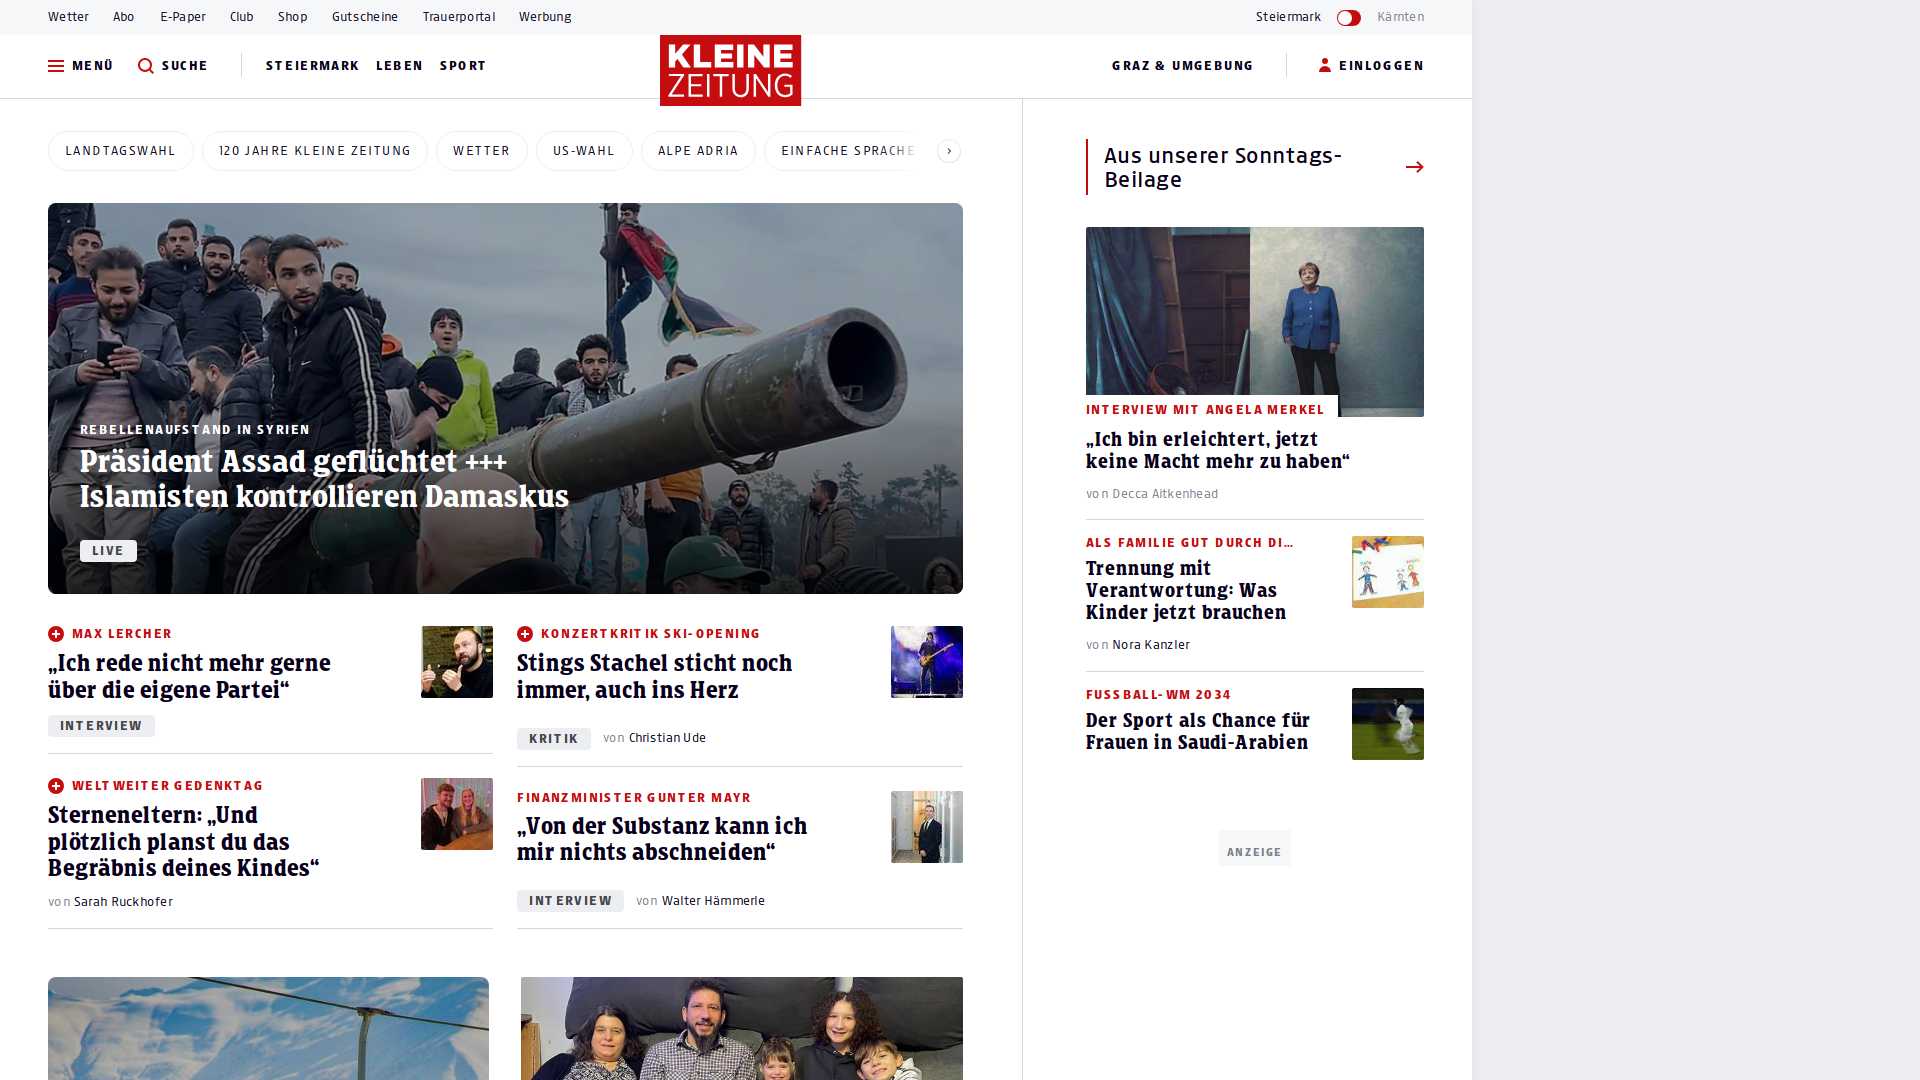 Wetter Abo E-Paper Club Shop Gutscheine Trauerportal Werbung Steiermark Kärnten
MENÜ SUCHE STEIERMARK LEBEN SPORT KLEINE ZEITUNG GRAZ & UMGEBUNG EINLOGGEN
LANDTAGSWAHL 120 JAHRE KLEINE ZEITUNG WETTER US-WAHL ALPE ADRIA EINFACHE SPRACHE
REBELLENAUFSTAND IN SYRIEN
Präsident Assad geflüchtet +++
Islamisten kontrollieren Damaskus
LIVE
MAX LERCHER
„Ich rede nicht mehr gerne
über die eigene Partei“
INTERVIEW
KONZERTKRITIK SKI-OPENING
Stings Stachel sticht noch
immer, auch ins Herz
KRITIK von Christian Ude
WELTWEITER GEDENKTAG
Sterneneltern: „Und
plötzlich planst du das
Begräbnis deines Kindes“
von Sarah Ruckhofer
FINANZMINISTER GUNTER MAYR
„Von der Substanz kann ich
mir nichts abschneiden“
INTERVIEW von Walter Hämmerle
Aus unserer Sonntags-
Beilage
INTERVIEW MIT ANGELA MERKEL
„Ich bin erleichtert, jetzt
keine Macht mehr zu haben“
von Decca Aitkenhead
ALS FAMILIE GUT DURCH DI…
Trennung mit
Verantwortung: Was
Kinder jetzt brauchen
von Nora Kanzler
FUSSBALL-WM 2034
Der Sport als Chance für
Frauen in Saudi-Arabien
ANZEIGE